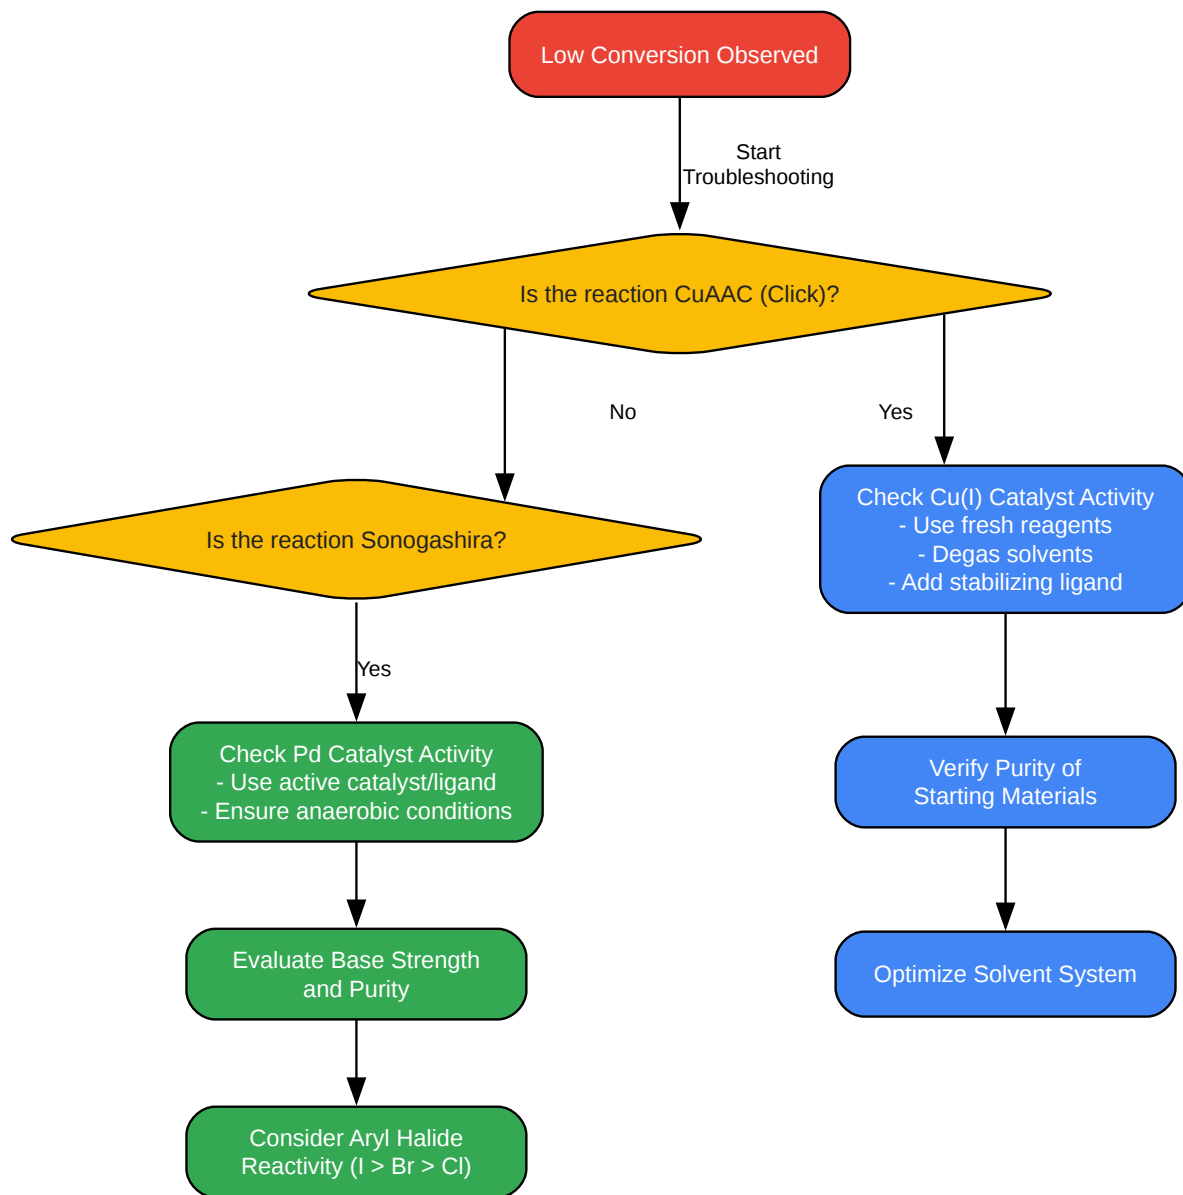 Low Conversion Observed
Start
Troubleshooting
Is the reaction CuAAC (Click)?
No
Yes
Is the reaction Sonogashira?
Check Cu(I) Catalyst Activity
- Use fresh reagents
- Degas solvents
- Add stabilizing ligand
Yes
Check Pd Catalyst Activity
- Use active catalyst/ligand
- Ensure anaerobic conditions
Verify Purity of
Starting Materials
Evaluate Base Strength
and Purity
Optimize Solvent System
Consider Aryl Halide
Reactivity (I > Br > Cl)